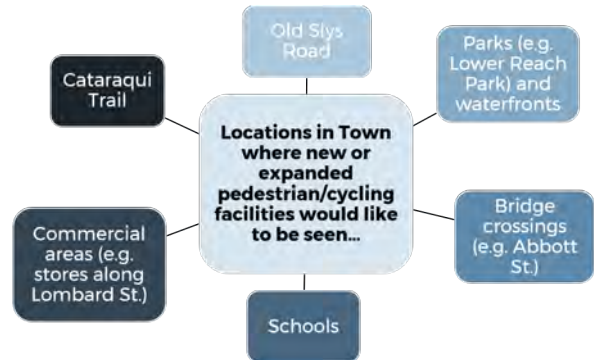 Old Slys
Road
Parks (e.g.
Lower Reach
Park) and
waterfronts
Cataraqui
Trail
Locations in Town
where new or
expanded
pedestrian/cycling
facilities would like
to be seen...
Bridge
crossings
(e.g. Abbott
St.)
Commercial
areas (e.g.
stores along
Lombard St.)
Schools